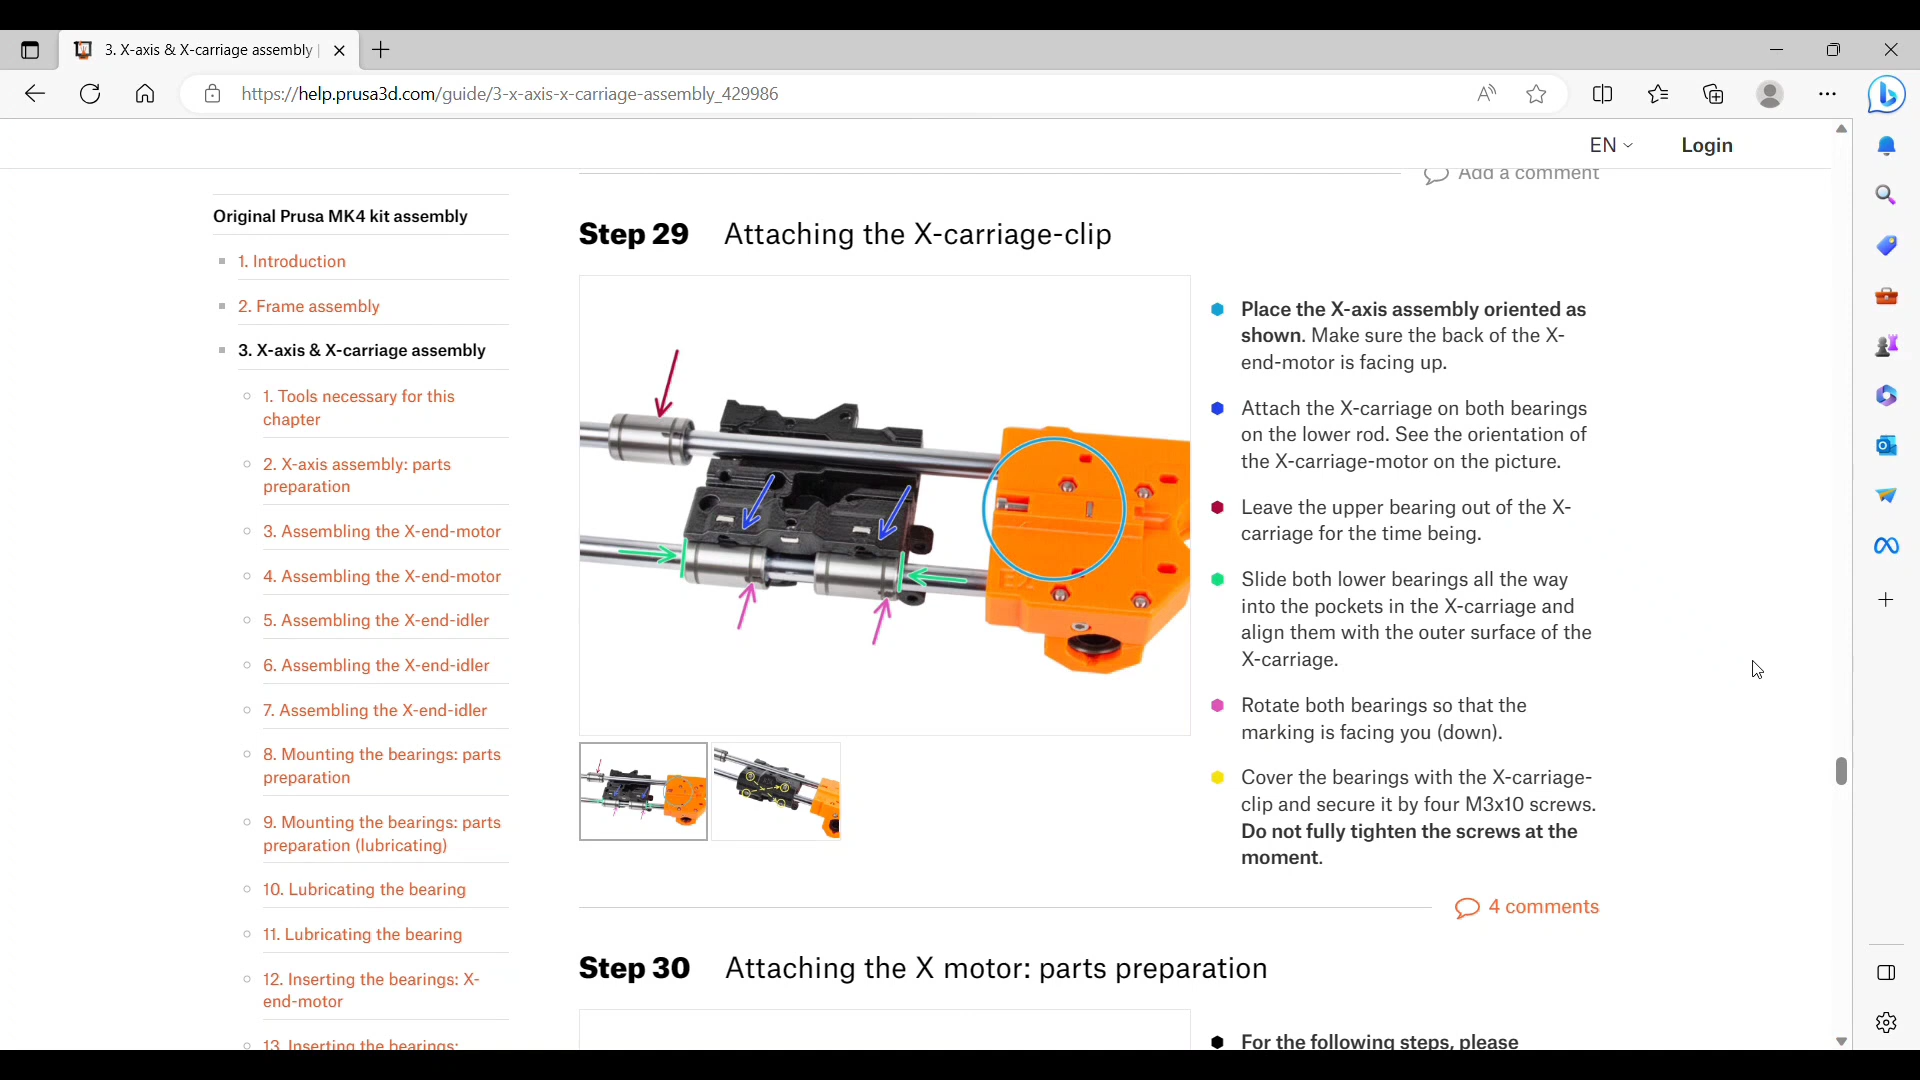 3. X-axis & X-carriage assembly |
https://help.prusa3d.com/guide/3-x-axis-x-carriage-assembly_429986
EN
Login
Add a comment
Original Prusa MK4 kit assembly
1. Introduction
2. Frame assembly
3. X-axis & X-carriage assembly
1. Tools necessary for this
chapter
2. X-axis assembly: parts
preparation
3. Assembling the X-end-motor
4. Assembling the X-end-motor
5. Assembling the X-end-idler
6. Assembling the X-end-idler
7. Assembling the X-end-idler
8. Mounting the bearings: parts
preparation
9. Mounting the bearings: parts
preparation (lubricating)
10. Lubricating the bearing
11. Lubricating the bearing
12. Inserting the bearings: X-
end-motor
13. Inserting the bearings:
Step 29 Attaching the X-carriage-clip
Place the X-axis assembly oriented as
shown. Make sure the back of the X-
end-motor is facing up.
Attach the X-carriage on both bearings
on the lower rod. See the orientation of
the X-carriage-motor on the picture.
Leave the upper bearing out of the X-
carriage for the time being.
Slide both lower bearings all the way
into the pockets in the X-carriage and
align them with the outer surface of the
X-carriage.
Rotate both bearings so that the
marking is facing you (down).
Cover the bearings with the X-carriage-
clip and secure it by four M3x10 screws.
Do not fully tighten the screws at the
moment.
4 comments
Step 30 Attaching the X motor: parts preparation
For the following steps, please